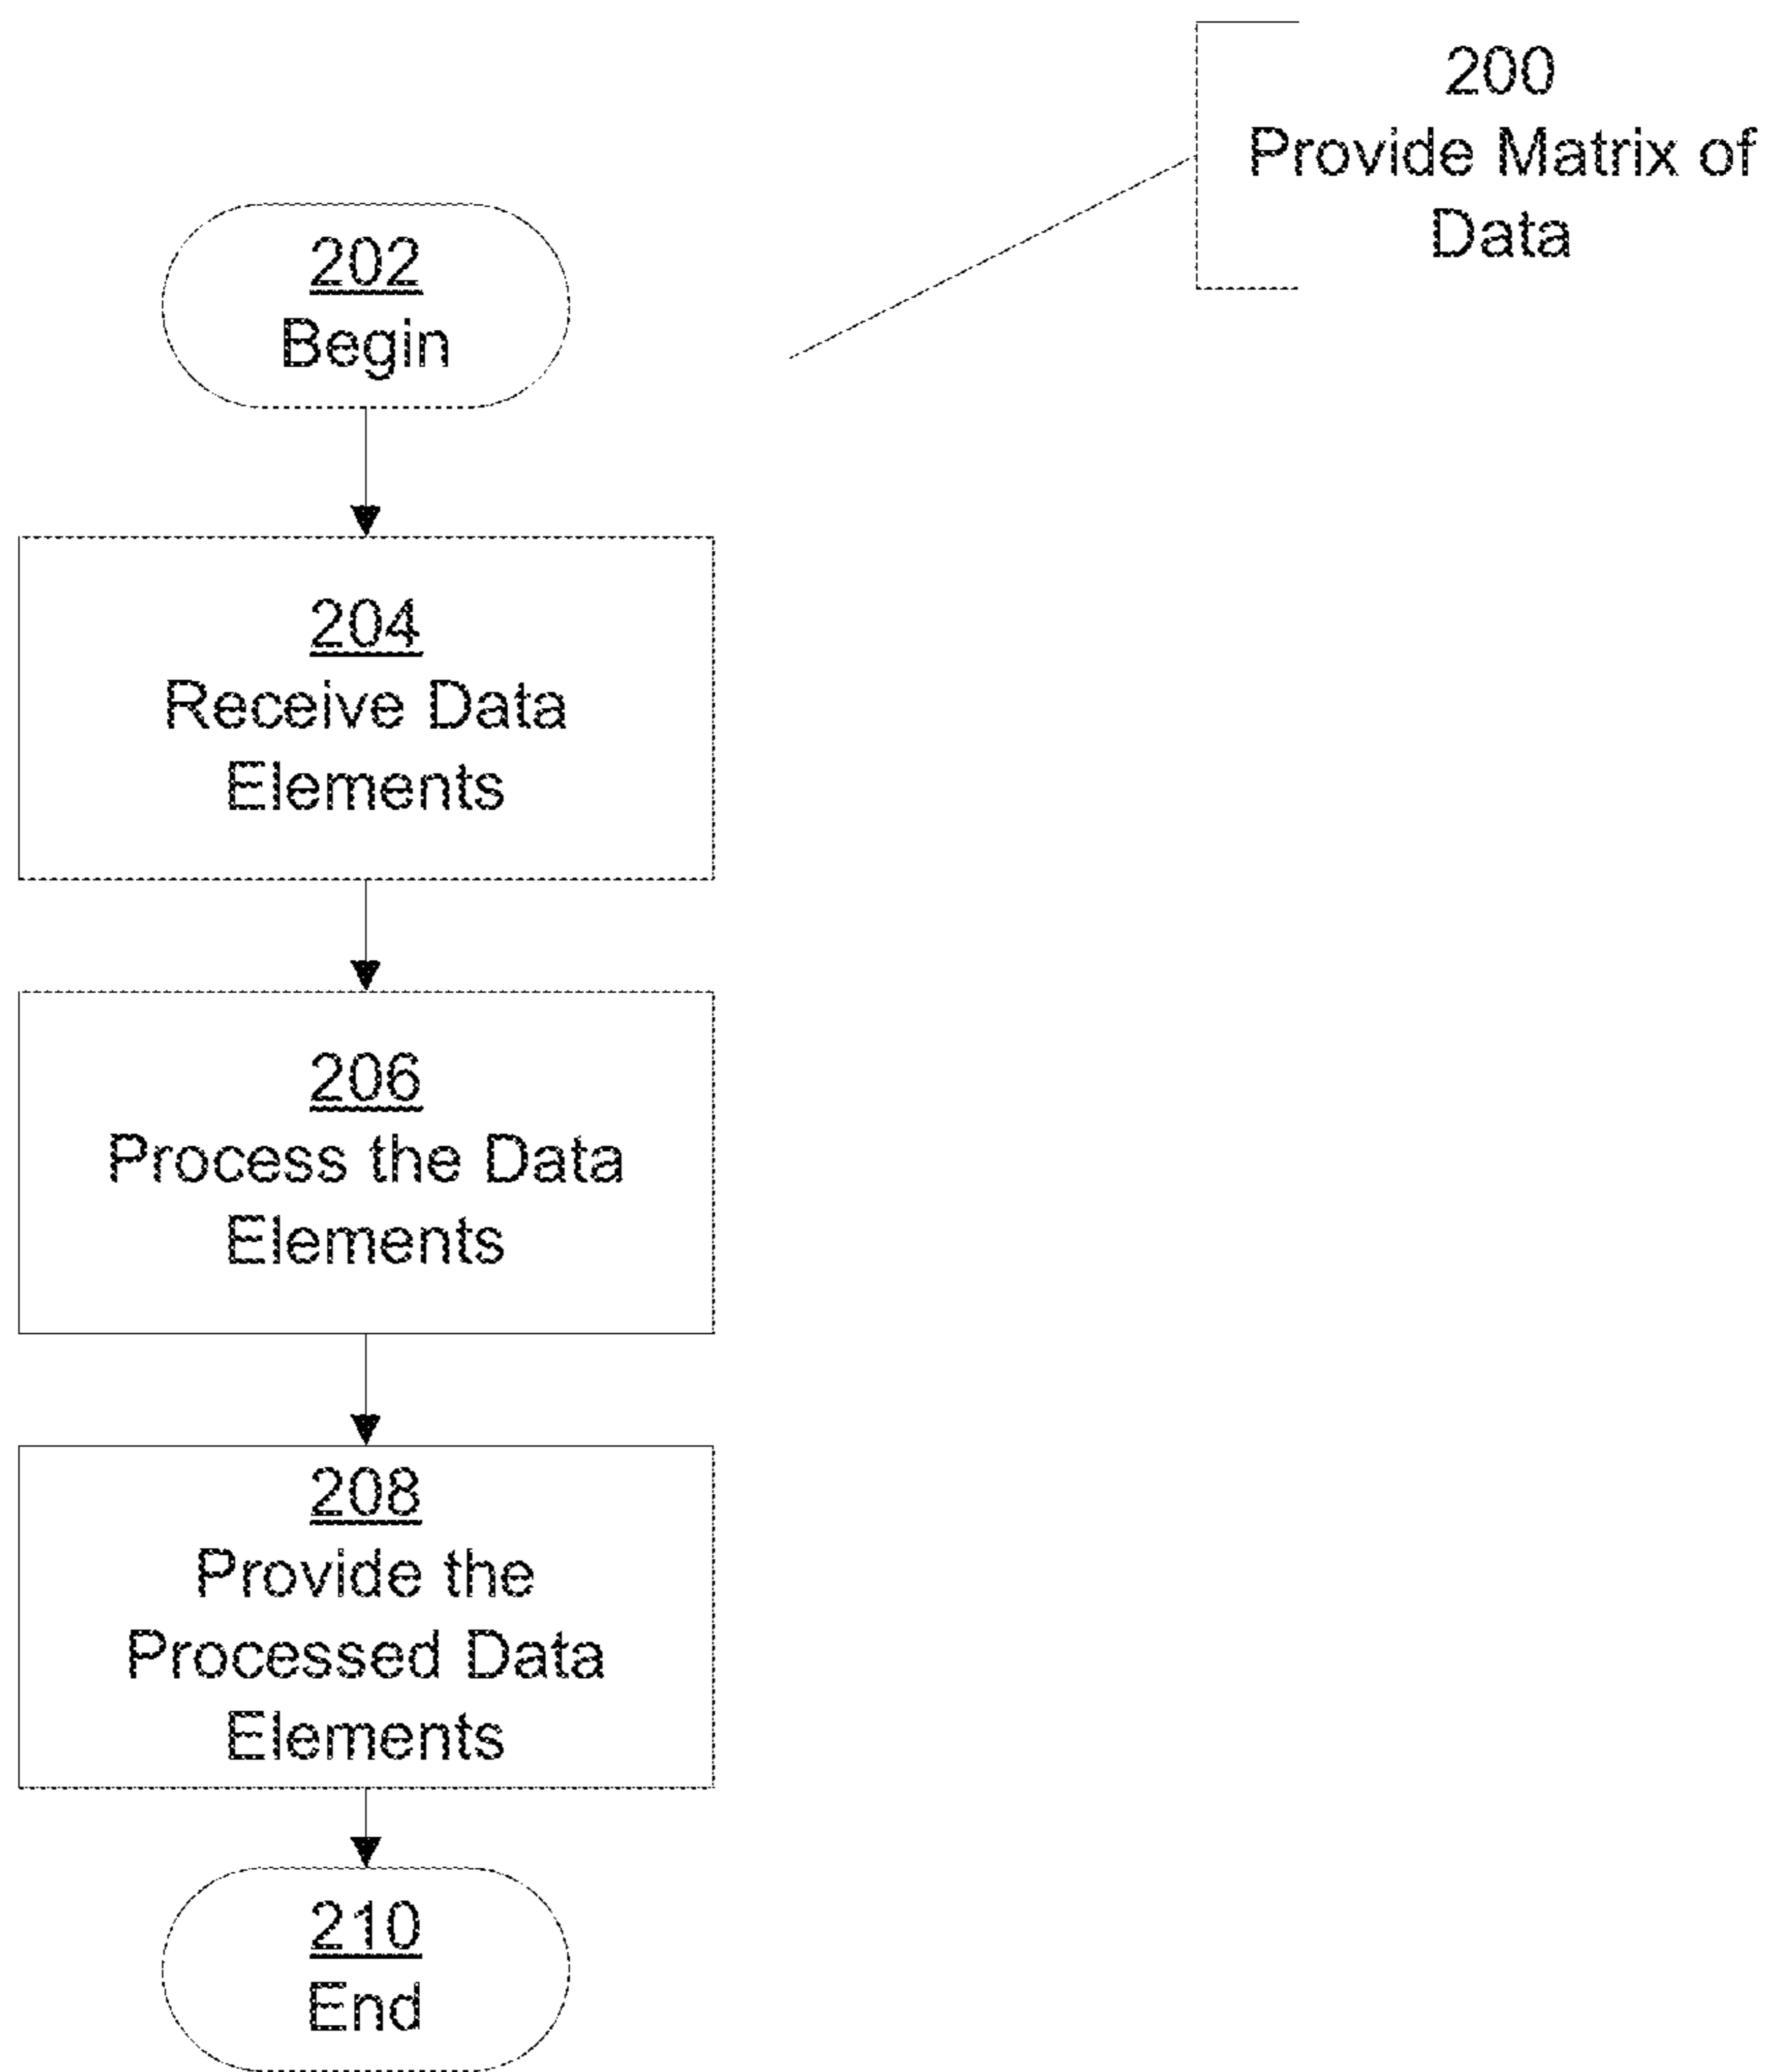 200
Provide Matrix of
Data
202
Begin
204
Receive Data
Elements
206
Process the Data
Elements
208
Provide the
Processed Data
Elements
210
End